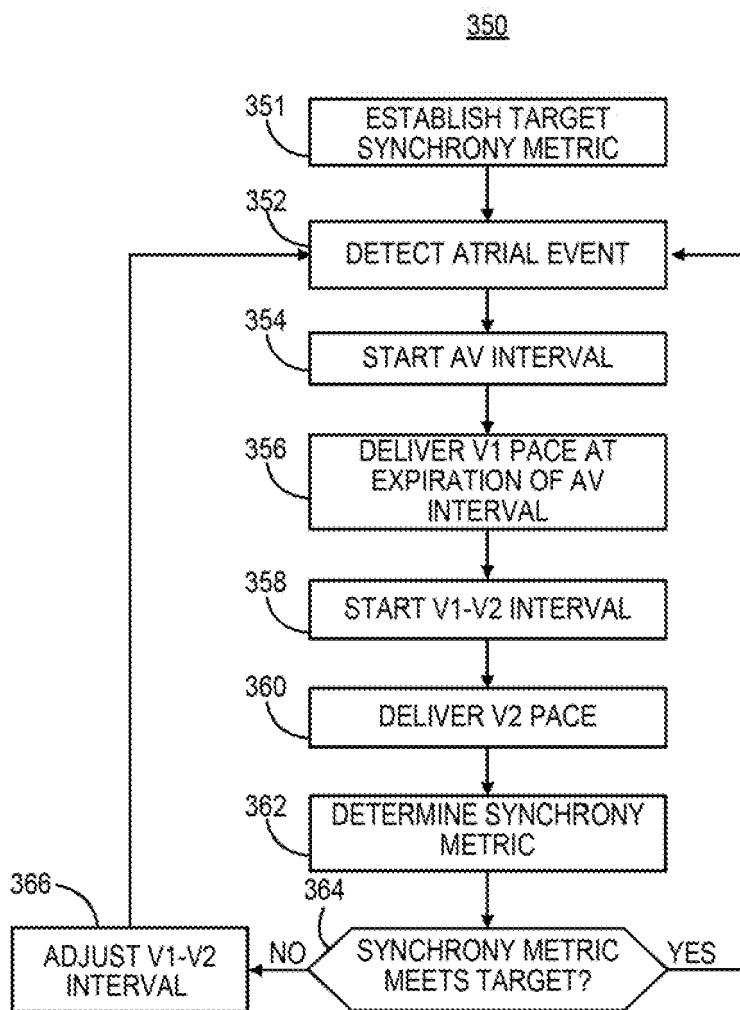 350
351
ESTABLISH TARGET
SYNCHRONY METRIC
352
DETECT ATRIAL EVENT
354
START AV INTERVAL
356
DELIVER V1 PACE AT
EXPIRATION OF AV
INTERVAL
358
START V1-V2 INTERVAL
360
DELIVER V2 PACE
362
DETERMINE SYNCHRONY
METRIC
364
SYNCHRONY METRIC
MEETS TARGET?
YES
NO
366
ADJUST V1-V2
INTERVAL